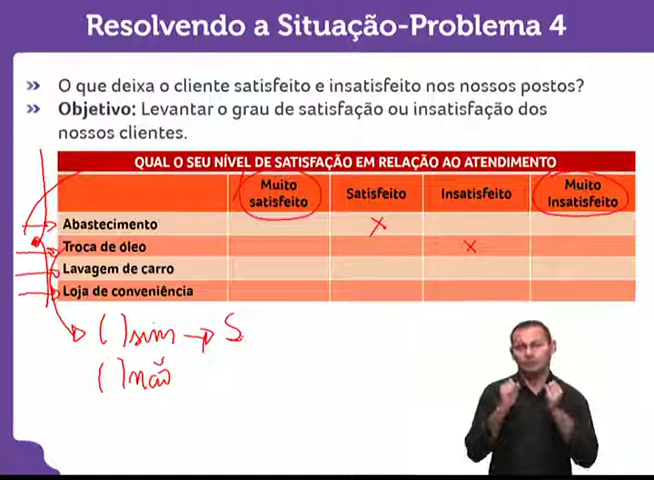 Resolvendo a Situação-Problema 4
O que deixa o cliente satisfeito e insatisfeito nos nossos postos?
Objetivo: Levantar o grau de satisfação ou insatisfação dos
nossos clientes.
QUAL O SEU NÍVEL DE SATISFAÇÃO EM RELAÇÃO AO ATENDIMENTO
Muito satisfeito Satisfeito Insatisfeito Muito Insatisfeito
Abastecimento X
Troca de óleo X
Lavagem de carro
Loja de conveniência
( ) sim → S
( ) não